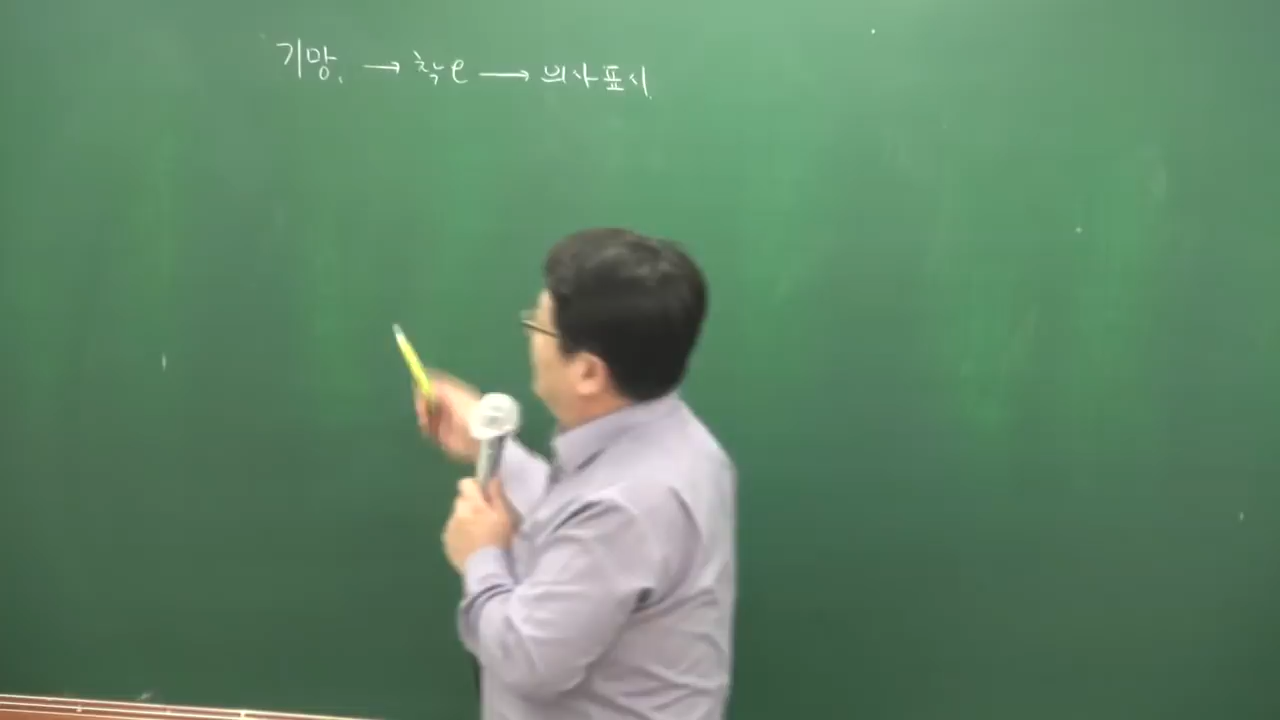 기망 → 착오 → 의사표시